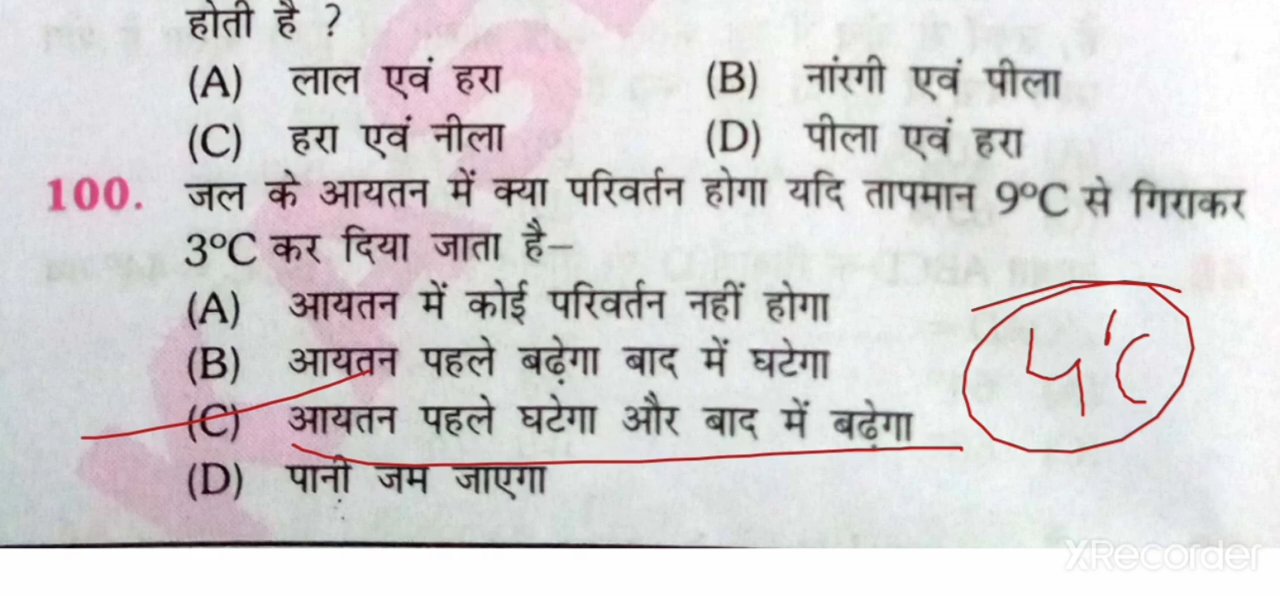 होती है ?
(A) लाल एवं हरा (B) नांरगी एवं पीला
(C) हरा एवं नीला (D) पीला एवं हरा
100. जल के आयतन में क्या परिवर्तन होगा यदि तापमान 9°C से गिराकर
3°C कर दिया जाता है–
(A) आयतन में कोई परिवर्तन नहीं होगा
(B) आयतन पहले बढ़ेगा बाद में घटेगा
4°C
(C) आयतन पहले घटेगा और बाद में बढ़ेगा
(D) पानी जम जाएगा
XRecorder